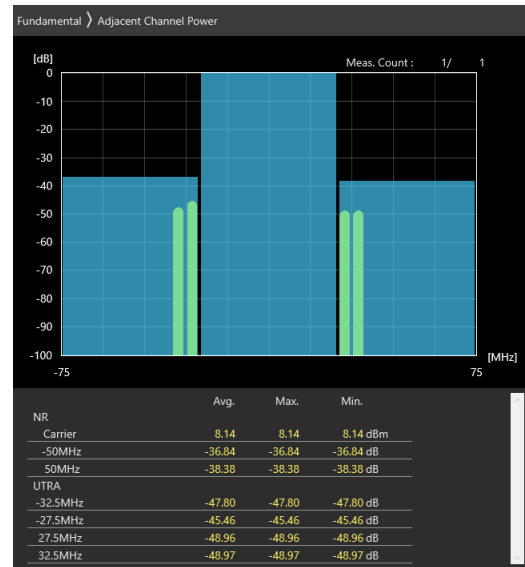 Fundamental 〉 Adjacent Channel Power
[dB]
Meas. Count : 1/ 1
0
-10
-20
-30
-40
-50
-60
-70
-80
-90
-100
[MHz]
-75 75
Avg. Max. Min.
NR
Carrier 8.14 8.14 8.14 dBm
-50MHz -36.84 -36.84 -36.84 dB
50MHz -38.38 -38.38 -38.38 dB
UTRA
-32.5MHz -47.80 -47.80 -47.80 dB
-27.5MHz -45.46 -45.46 -45.46 dB
27.5MHz -48.96 -48.96 -48.96 dB
32.5MHz -48.97 -48.97 -48.97 dB